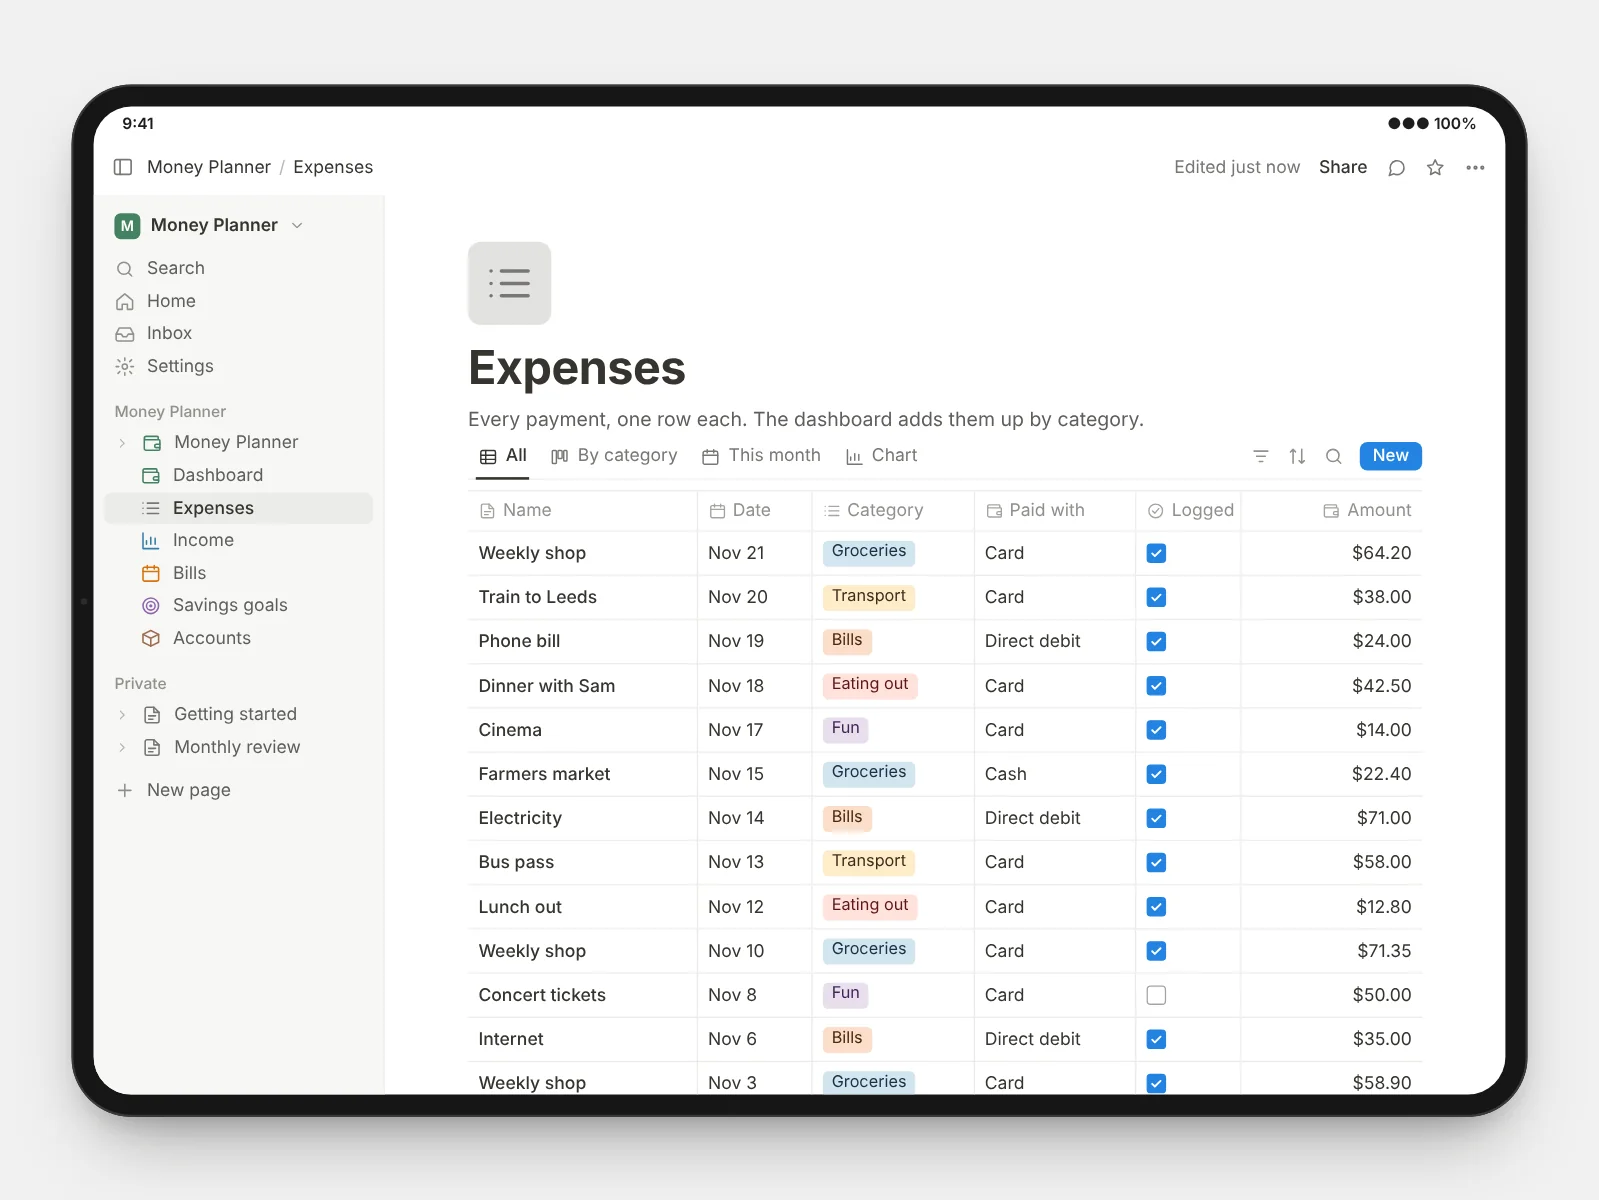 9:41
100%
Money Planner / Expenses
Edited just now Share
M Money Planner
Search
Home
Inbox
Settings
Money Planner
Money Planner
Dashboard
Expenses
Income
Bills
Savings goals
Accounts
Private
Getting started
Monthly review
New page
Expenses
Every payment, one row each. The dashboard adds them up by category.
All By category This month Chart New
Name Date Category Paid with Logged Amount
Weekly shop Nov 21 Groceries Card $64.20
Train to Leeds Nov 20 Transport Card $38.00
Phone bill Nov 19 Bills Direct debit $24.00
Dinner with Sam Nov 18 Eating out Card $42.50
Cinema Nov 17 Fun Card $14.00
Farmers market Nov 15 Groceries Cash $22.40
Electricity Nov 14 Bills Direct debit $71.00
Bus pass Nov 13 Transport Card $58.00
Lunch out Nov 12 Eating out Card $12.80
Weekly shop Nov 10 Groceries Card $71.35
Concert tickets Nov 8 Fun Card $50.00
Internet Nov 6 Bills Direct debit $35.00
Weekly shop Nov 3 Groceries Card $58.90